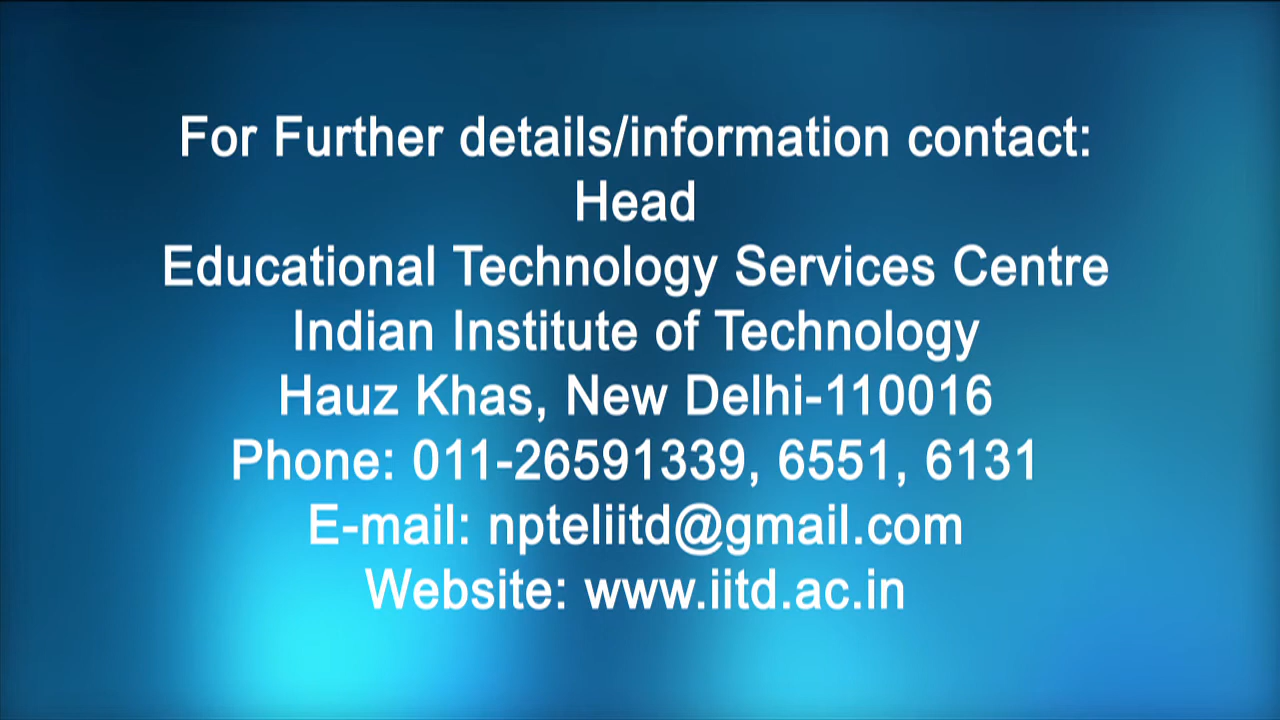 For Further details/information contact:
Head
Educational Technology Services Centre
Indian Institute of Technology
Hauz Khas, New Delhi-110016
Phone: 011-26591339, 6551, 6131
E-mail: npteliitd@gmail.com
Website: www.iitd.ac.in